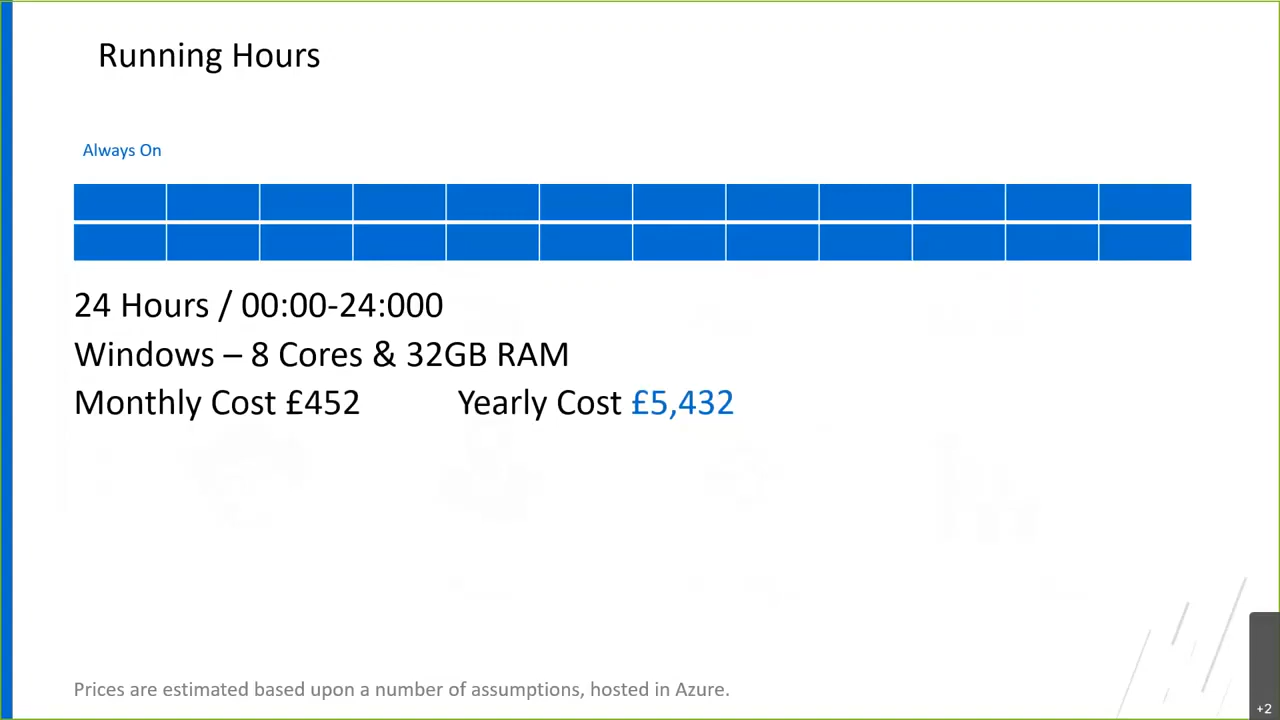 Running Hours
Always On
24 Hours / 00:00-24:000
Windows – 8 Cores & 32GB RAM
Monthly Cost £452 Yearly Cost £5,432
Prices are estimated based upon a number of assumptions, hosted in Azure.
+2